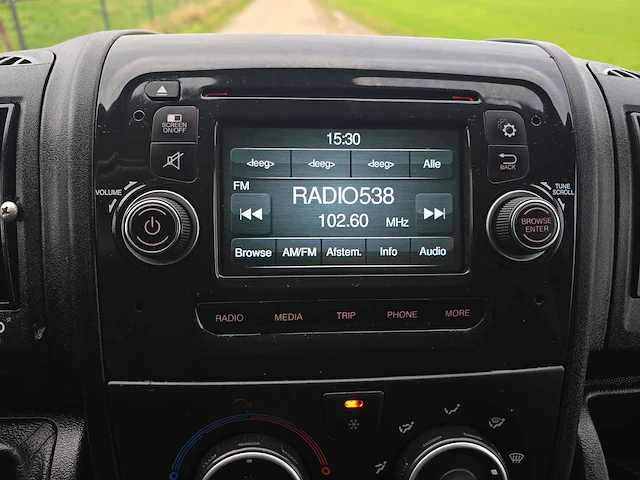 15:30
SCREEN ON/OFF
<leeg> <leeg> <leeg> Alle
BACK
FM
RADIO538
102.60 MHz
VOLUME
TUNE SCROLL
BROWSE ENTER
Browse AM/FM Afstem. Info Audio
RADIO MEDIA TRIP PHONE MORE